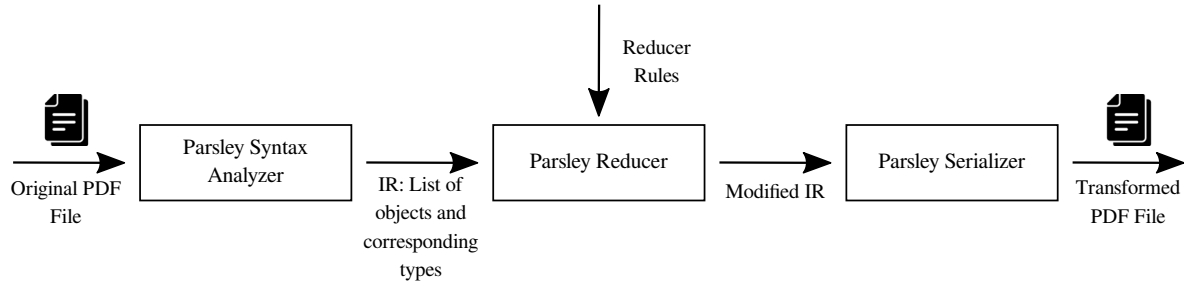 Reducer
Rules
Original PDF
File
Parsley Syntax
Analyzer
IR: List of
objects and
corresponding
types
Parsley Reducer
Modified IR
Parsley Serializer
Transformed
PDF File